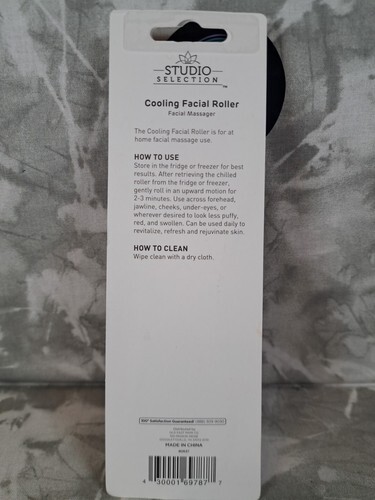 STUDIO
SELECTION
TM
Cooling Facial Roller
Facial Massager
The Cooling Facial Roller is for at
home facial massage use.
HOW TO USE
Store in the fridge or freezer for best
results. After retrieving the chilled
roller from the fridge or freezer,
gently roll in an upward motion for
2-3 minutes. Use across forehead,
jawline, cheeks, under-eyes, or
wherever desired to look less puffy,
red, and swollen. Can be used daily to
revitalize, refresh and rejuvinate skin.
HOW TO CLEAN
Wipe clean with a dry cloth.
100% Satisfaction Guaranteed!
MADE IN CHINA
4 30001 69787 7